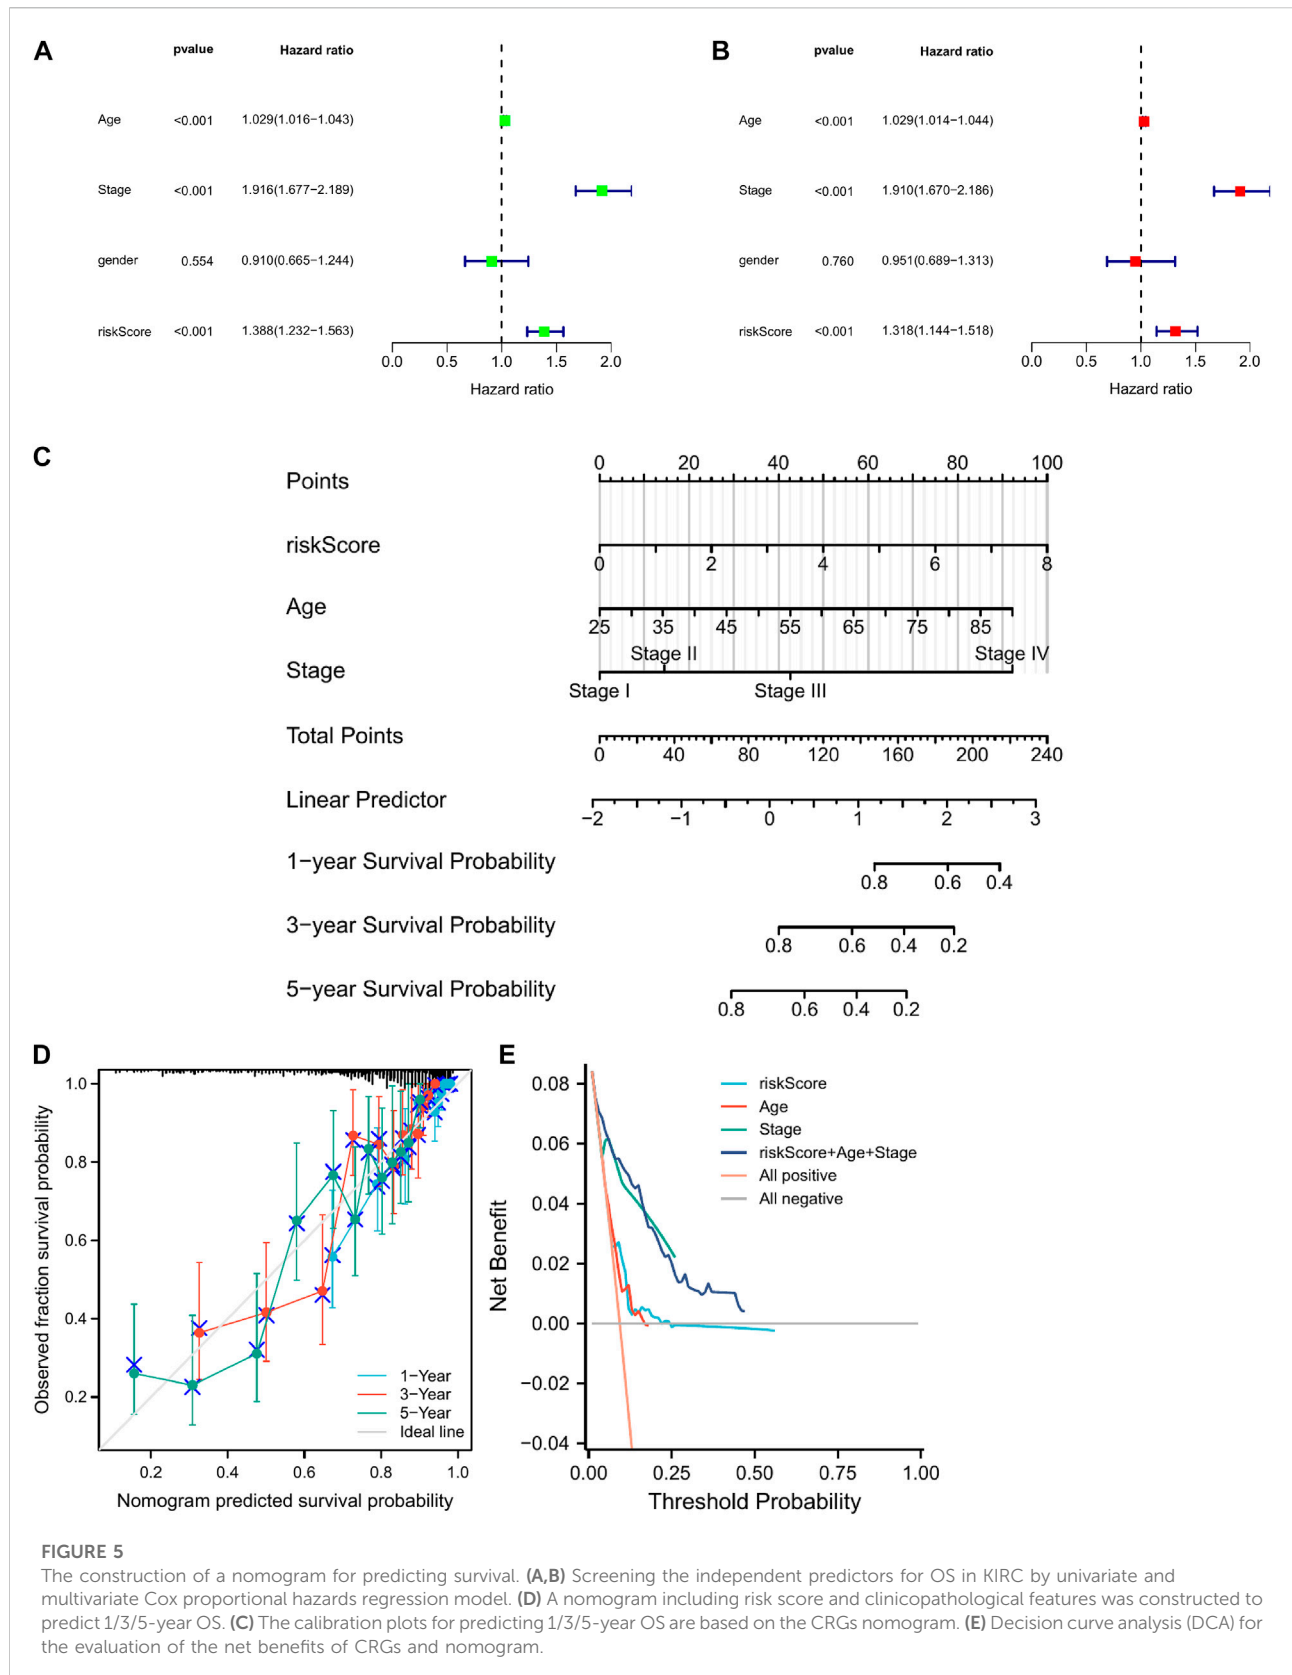 A
pvalue Hazard ratio
Age <0.001 1.029(1.016−1.043)
Stage <0.001 1.916(1.677−2.189)
gender 0.554 0.910(0.665−1.244)
riskScore <0.001 1.388(1.232−1.563)
0.0 0.5 1.0 1.5 2.0
Hazard ratio
B
pvalue Hazard ratio
Age <0.001 1.029(1.014−1.044)
Stage <0.001 1.910(1.670−2.186)
gender 0.760 0.951(0.689−1.313)
riskScore <0.001 1.318(1.144−1.518)
0.0 0.5 1.0 1.5 2.0
Hazard ratio
C
0 20 40 60 80 100
Points
riskScore
0 2 4 6 8
Age
25 35 45 55 65 75 85
Stage II Stage IV
Stage
Stage I Stage III
Total Points
0 40 80 120 160 200 240
Linear Predictor
−2 −1 0 1 2 3
1−year Survival Probability
0.8 0.6 0.4
3−year Survival Probability
0.8 0.6 0.4 0.2
5−year Survival Probability
0.8 0.6 0.4 0.2
D
Observed fraction survival probability
1.0
0.8
0.6
0.4
0.2
1−Year
3−Year
5−Year
Ideal line
0.2 0.4 0.6 0.8 1.0
Nomogram predicted survival probability
E
Net Benefit
0.08
0.06
0.04
0.02
0.00
−0.02
−0.04
riskScore
Age
Stage
riskScore+Age+Stage
All positive
All negative
0.00 0.25 0.50 0.75 1.00
Threshold Probability
FIGURE 5
The construction of a nomogram for predicting survival. (A,B) Screening the independent predictors for OS in KIRC by univariate and
multivariate Cox proportional hazards regression model. (D) A nomogram including risk score and clinicopathological features was constructed to
predict 1/3/5-year OS. (C) The calibration plots for predicting 1/3/5-year OS are based on the CRGs nomogram. (E) Decision curve analysis (DCA) for
the evaluation of the net benefits of CRGs and nomogram.